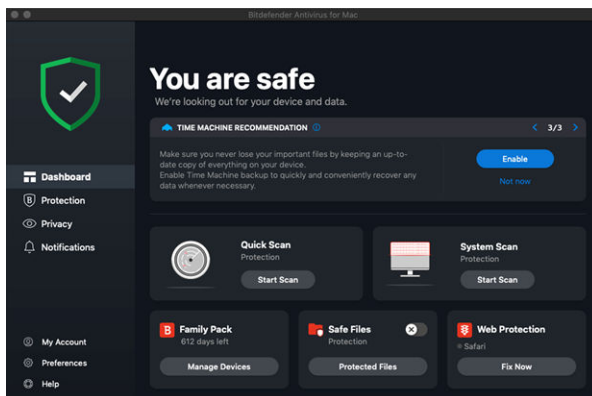 Bitdefender Antivirus for Mac
You are safe
We're looking out for your device and data.
TIME MACHINE RECOMMENDATION
3/3
Make sure you never lose your important files by keeping an up-to-
date copy of everything on your device.
Enable Time Machine backup to quickly and conveniently recover any
data whenever necessary.
Enable
Not now
Dashboard
Protection
Privacy
Notifications
Quick Scan
Protection
Start Scan
System Scan
Protection
Start Scan
B Family Pack
612 days left
Manage Devices
Safe Files
Protection
Protected Files
Web Protection
Safari
Fix Now
My Account
Preferences
Help